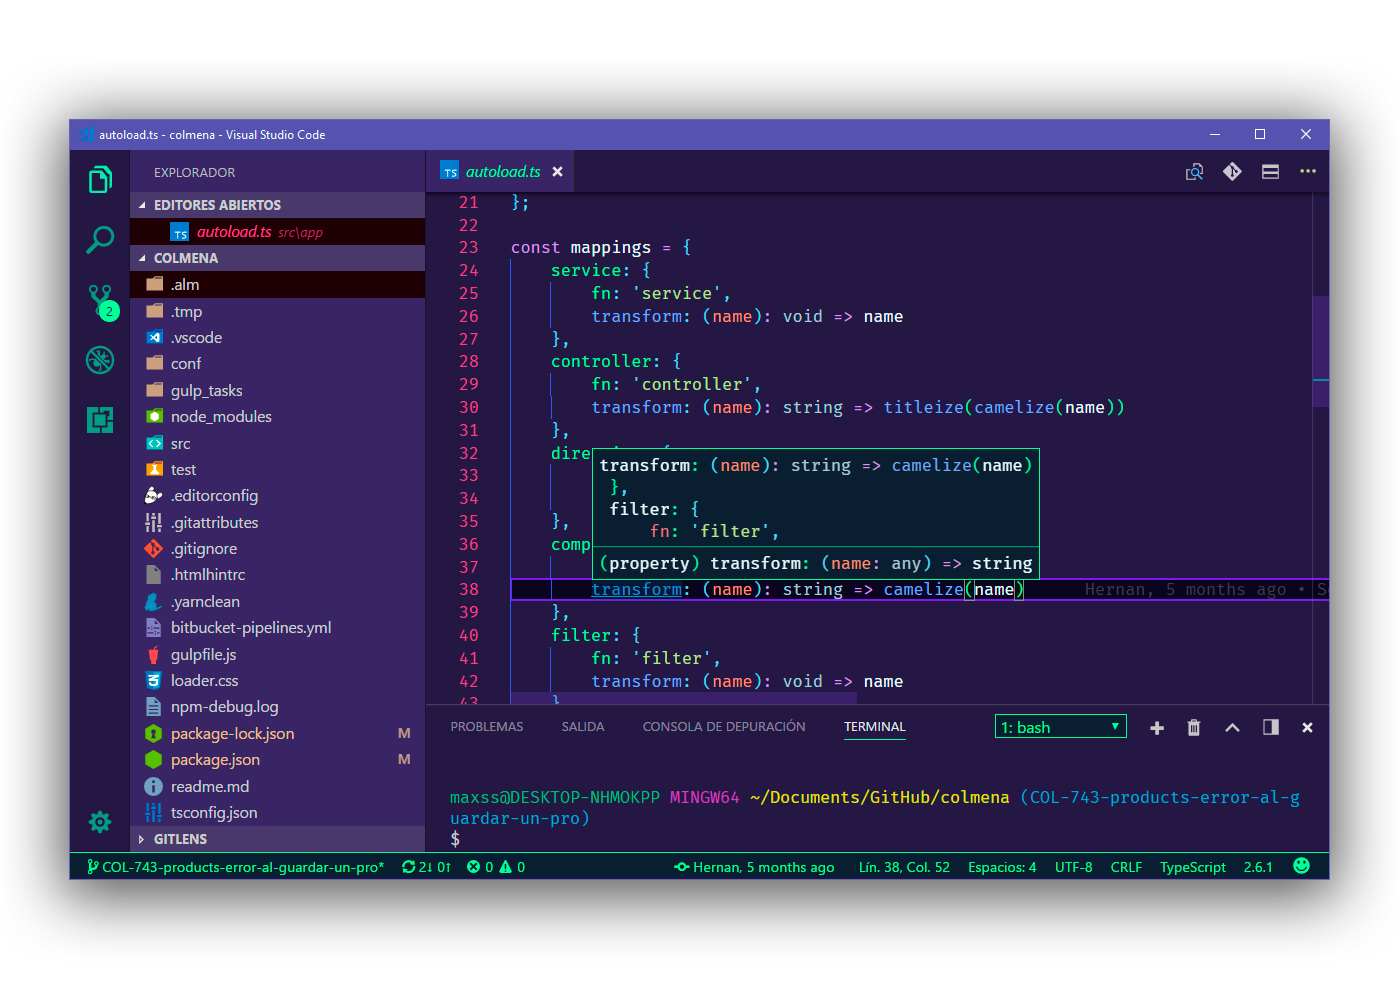 autoload.ts - colmena - Visual Studio Code
EXPLORADOR
EDITORES ABIERTOS
TS autoload.ts src\app
COLMENA
.alm
.tmp
.vscode
conf
gulp_tasks
node_modules
src
test
.editorconfig
.gitattributes
.gitignore
.htmlhintrc
.yarnclean
bitbucket-pipelines.yml
gulpfile.js
loader.css
npm-debug.log
package-lock.json M
package.json M
readme.md
tsconfig.json
GITLENS
2
TS autoload.ts
21 };
22
23 const mappings = {
24 service: {
25 fn: 'service',
26 transform: (name): void => name
27 },
28 controller: {
29 fn: 'controller',
30 transform: (name): string => titleize(camelize(name))
31 },
32 dire
33
34
35 },
36 comp
37
transform: (name): string => camelize(name)
},
filter: {
fn: 'filter',
(property) transform: (name: any) => string
38 transform: (name): string => camelize(name) Hernan, 5 months ago •
39 },
40 filter: {
41 fn: 'filter',
42 transform: (name): void => name
43 }
PROBLEMAS SALIDA CONSOLA DE DEPURACIÓN TERMINAL 1: bash
maxss@DESKTOP-NHMOKPP MINGW64 ~/Documents/GitHub/colmena (COL-743-products-error-al-g
uardar-un-pro)
$
COL-743-products-error-al-guardar-un-pro* 2↓ 0↑ 0 0 Hernan, 5 months ago Lín. 38, Col. 52 Espacios: 4 UTF-8 CRLF TypeScript 2.6.1